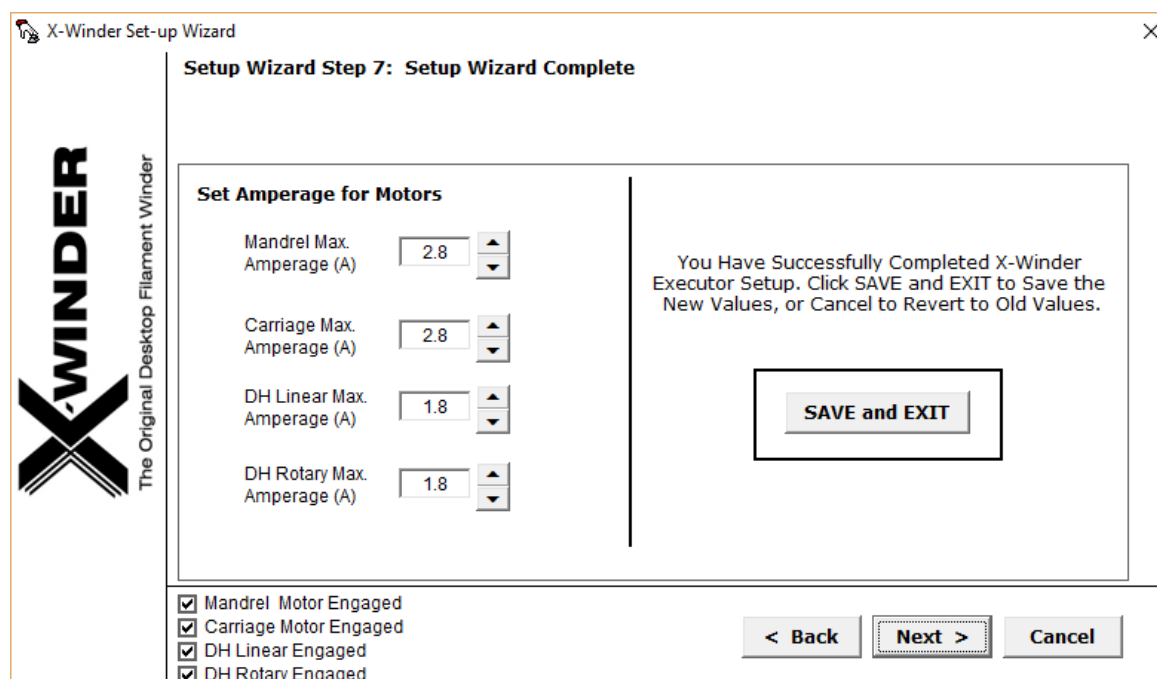 X-Winder Set-up Wizard
Setup Wizard Step 7: Setup Wizard Complete
X-WINDER
The Original Desktop Filament Winder
Set Amperage for Motors
Mandrel Max.
Amperage (A)
2.8
Carriage Max.
Amperage (A)
2.8
DH Linear Max.
Amperage (A)
1.8
DH Rotary Max.
Amperage (A)
1.8
You Have Successfully Completed X-Winder
Executor Setup. Click SAVE and EXIT to Save the
New Values, or Cancel to Revert to Old Values.
SAVE and EXIT
Mandrel Motor Engaged
Carriage Motor Engaged
DH Linear Engaged
DH Rotary Engaged
< Back
Next >
Cancel